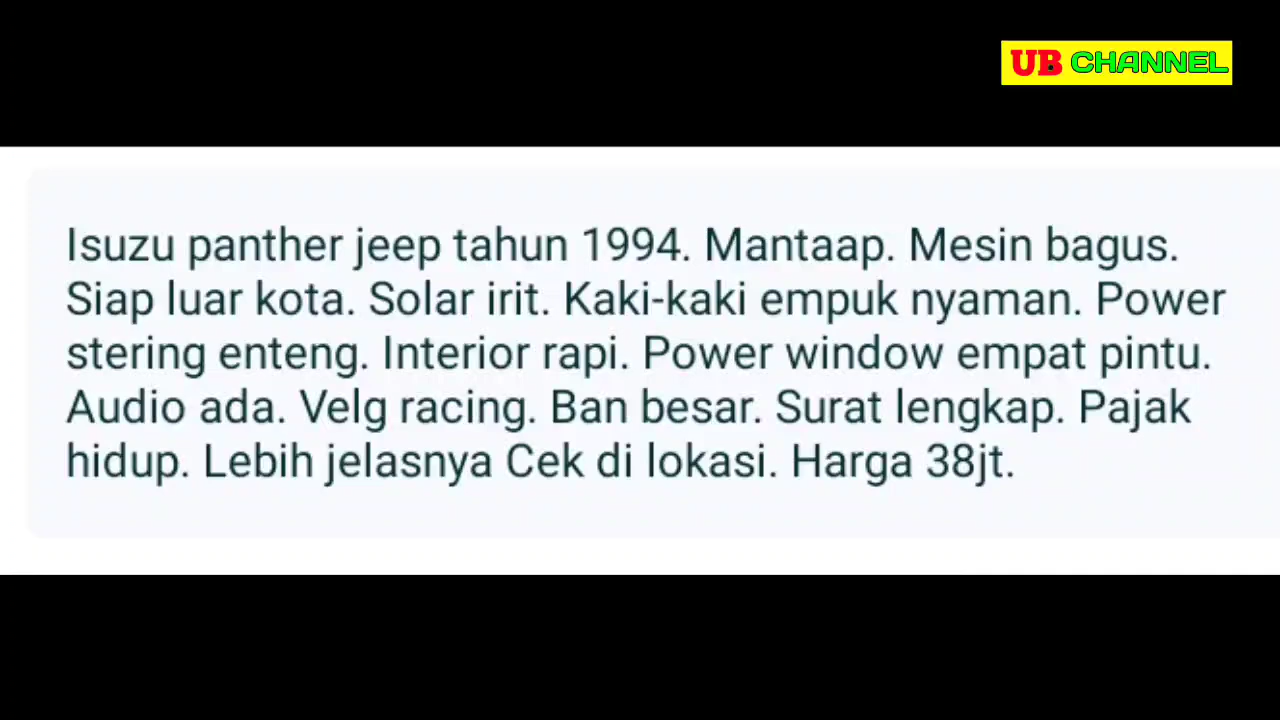 UB CHANNEL
Isuzu panther jeep tahun 1994. Mantaap. Mesin bagus.
Siap luar kota. Solar irit. Kaki-kaki empuk nyaman. Power
stering enteng. Interior rapi. Power window empat pintu.
Audio ada. Velg racing. Ban besar. Surat lengkap. Pajak
hidup. Lebih jelasnya Cek di lokasi. Harga 38jt.